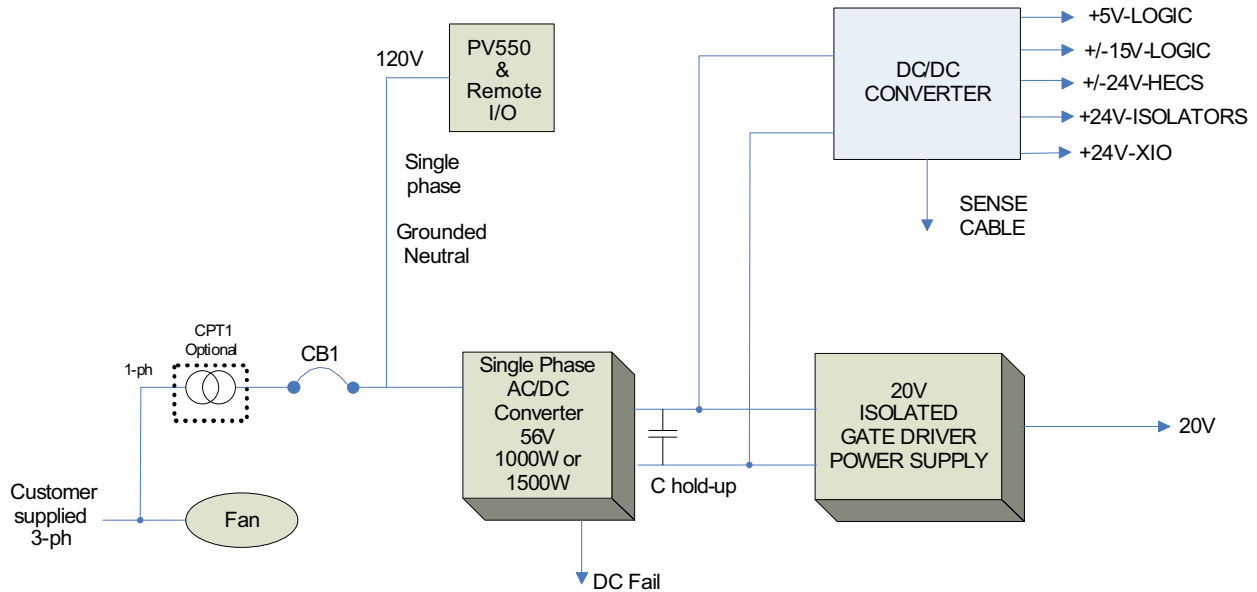 120V
PV550
&
Remote
I/O
Single
phase
Grounded
Neutral
DC/DC
CONVERTER
+5V-LOGIC
+/-15V-LOGIC
+/-24V-HECS
+24V-ISOLATORS
+24V-XIO
SENSE
CABLE
CPT1
Optional
1-ph
CB1
Single Phase
AC/DC
Converter
56V
1000W or
1500W
C hold-up
20V
ISOLATED
GATE DRIVER
POWER SUPPLY
20V
Customer
supplied
3-ph
Fan
DC Fail